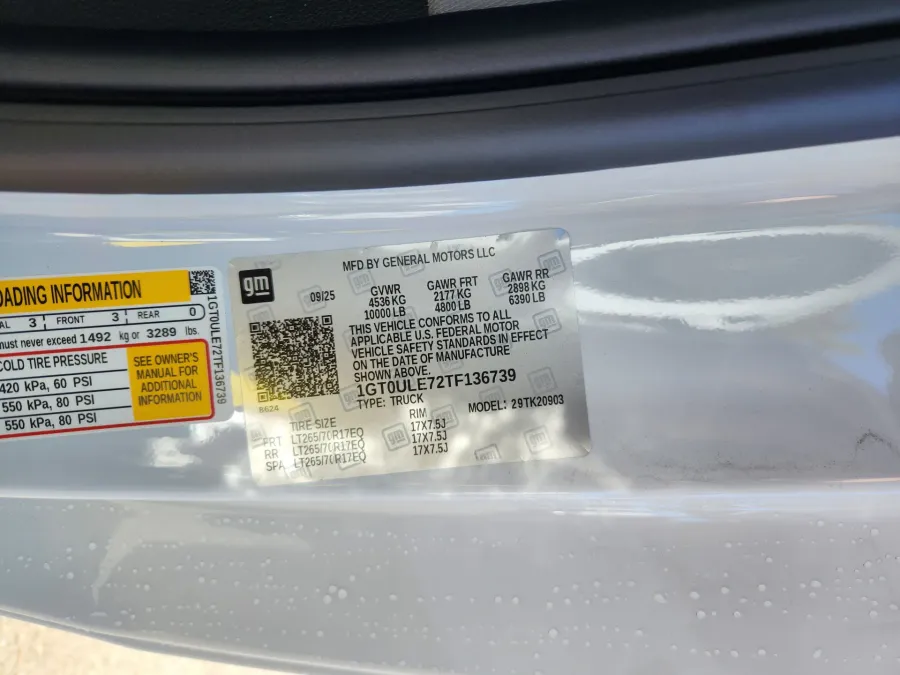 OADING INFORMATION
AL 3 FRONT 3 REAR 0
must never exceed 1492 kg or 3289 lbs.
COLD TIRE PRESSURE
420 kPa, 60 PSI
550 kPa, 80 PSI
550 kPa, 80 PSI
SEE OWNER'S
MANUAL FOR
ADDITIONAL
INFORMATION
1GT0ULE72TF136739
gm
MFD BY GENERAL MOTORS LLC
09/25
GVWR
4536 KG
10000 LB
GAWR FRT
2177 KG
4800 LB
GAWR RR
2898 KG
6390 LB
THIS VEHICLE CONFORMS TO ALL
APPLICABLE U.S. FEDERAL MOTOR
VEHICLE SAFETY STANDARDS IN EFFECT
ON THE DATE OF MANUFACTURE
SHOWN ABOVE.
1GT0ULE72TF136739
TYPE: TRUCK
MODEL: 29TK20903
8624
TIRE SIZE RIM
FRT LT265/70R17EQ 17X7.5J
RR LT265/70R17EQ 17X7.5J
SPA LT265/70R17EQ 17X7.5J